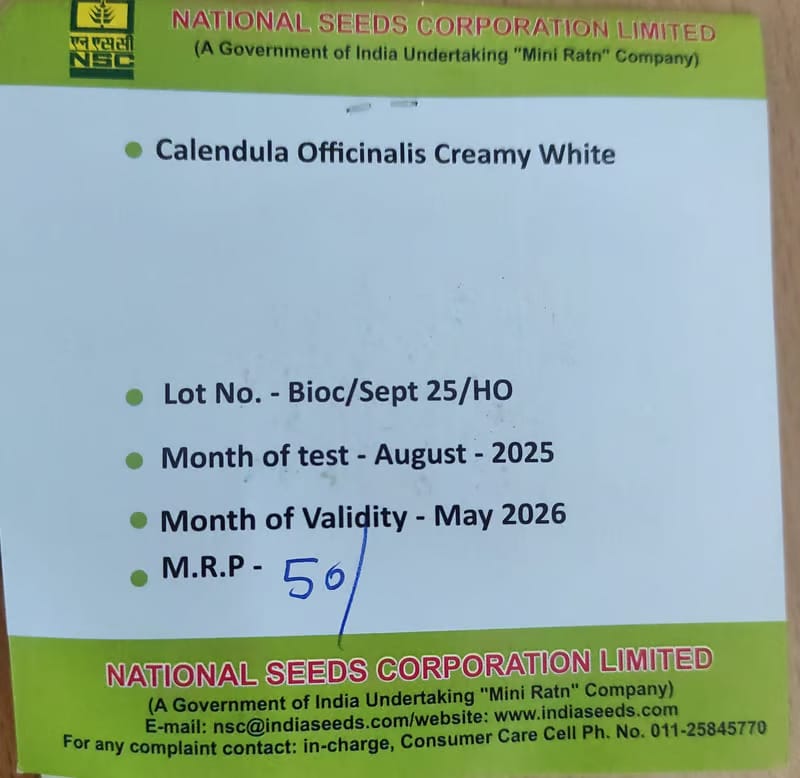 एन एस सी
NSC
NATIONAL SEEDS CORPORATION LIMITED
(A Government of India Undertaking "Mini Ratn" Company)
Calendula Officinalis Creamy White
Lot No. - Bioc/Sept 25/HO
Month of test - August - 2025
Month of Validity - May 2026
M.R.P - 50/
NATIONAL SEEDS CORPORATION LIMITED
(A Government of India Undertaking "Mini Ratn" Company)
E-mail: nsc@indiaseeds.com/website: www.indiaseeds.com
For any complaint contact: in-charge, Consumer Care Cell Ph. No. 011-25845770